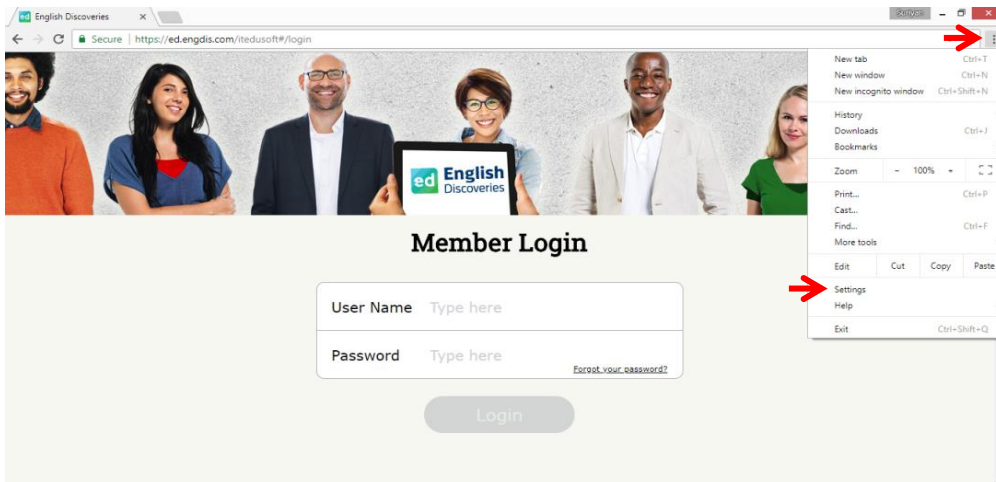 English Discoveries
Secure | https://ed.engdis.com/itedusoft#/login
New tab Ctrl+T
New window Ctrl+N
New incognito window Ctrl+Shift+N
History
Downloads Ctrl+J
Bookmarks
Zoom - 100% +
Print... Ctrl+P
Cast...
Find... Ctrl+F
More tools
Edit Cut Copy Paste
Settings
Help
Exit Ctrl+Shift+Q
ed English
Discoveries
Member Login
User Name Type here
Password Type here
Forgot your password?
Login